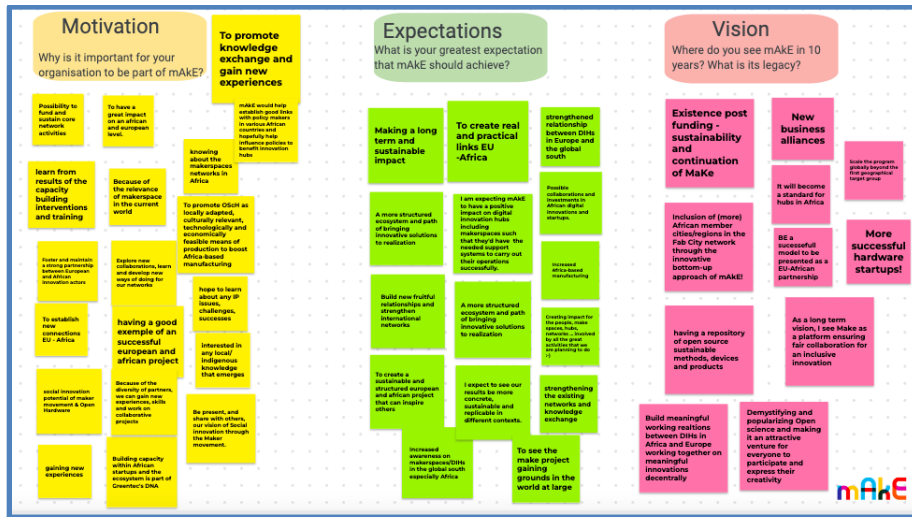 Motivation
Why is it important for your
organisation to be part of mAkE?
To promote
knowledge
exchange and
gain new
experiences
Possibility to
fund and
sustain core
network
activities
To have a
great impact
on an african
and european
level.
mAkE would help
establish good links
with policy makers
in various African
countries and
hopefully help
influence policies to
benefit innovation
hubs
knowing
about the
makerspaces
networks in
Africa
learn from
results of the
capacity
building
interventions
and training
Because of
the relevance
of makerspace
in the current
world
To promote OScH as
locally adapted,
culturally relevant,
technologically and
economically
feasible means of
production to boost
Africa-based
manufacturing
Foster and maintain
a strong partnership
between European
and African
innovation actors
Explore new
collaborations, learn
and develop new
ways of doing for
our networks
hope to learn
about any IP
issues,
challenges,
successes
To establish
new
connections
EU - Africa
having a good
exemple of an
successful
european and
african project
interested in
any local/
indigenous
knowledge
that emerges
social innovation
potential of maker
movement & Open
Hardware
Because of the
diversity of partners,
we can gain new
experiences, skills
and work on
collaborative
projects
Be present, and
share with others,
our vision of Social
innovation through
the Maker
movement.
gaining new
experiences
Building capacity
within African
startups and the
ecosystem is part of
Greentec's DNA
Expectations
What is your greatest expectation
that mAkE should achieve?
Making a long
term and
sustainable
impact
To create real
and practical
links EU
-Africa
strengthened
relationship
between DIHs
in Europe and
the global
south
A more structured
ecosystem and path
of bringing
innovative solutions
to realization
I am expecting mAkE
to have a positive
impact on digital
innovation hubs
including
makerspaces such
that they'd have the
needed support
systems to carry out
their operations
successfully.
Possible
collaborations and
investments in
African digital
innovations and
startups.
Increased
Africa-based
manufacturing
Build new fruitful
relationships and
strengthen
international
networks
A more structured
ecosystem and path
of bringing
innovative solutions
to realization
Creating impact for
the people, make
spaces, hubs,
networks ... involved
by all the great
activities that we
are planning to do
:-)
To create a
sustainable and
structured european
and african project
that can inspire
others
I expect to see our
results be more
concrete,
sustainable and
replicable in
different contexts.
strengthening
the existing
networks and
knowledge
exchange
Increased
awareness on
makerspaces/DIHs
in the global south
especially Africa
To see the
make project
gaining
grounds in the
world at large
Vision
Where do you see mAkE in 10
years? What is its legacy?
Existence post
funding -
sustainability
and
continuation
of MaKe
New
business
alliances
Scale the program
globally beyond the
first geographical
target group
It will become
a standard for
hubs in Africa
Inclusion of (more)
African member
cities/regions in the
Fab City network
through the
innovative
bottom-up
approach of mAkE!
BE a
successefull
model to be
presented as a
EU-African
partnership
More
successful
hardware
startups!
having a repository
of open source
sustainable
methods, devices
and products
As a long term
vision, I see Make as
a platform ensuring
fair collaboration for
an inclusive
innovation
Build meaningful
working realtions
between DIHs in
Africa and Europe
working together on
meaningful
innovations
decentrally
Demystifying and
popularizing Open
science and making
it an attractive
venture for
everyone to
participate and
express their
creativity
mAkE